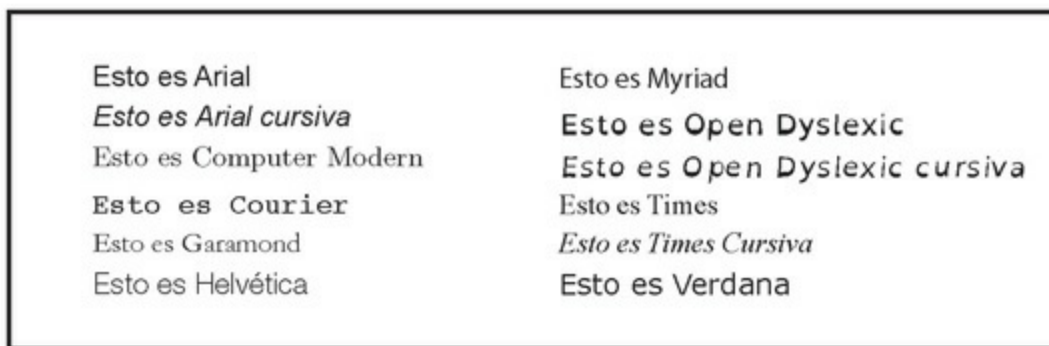 Esto es Arial
Esto es Arial cursiva
Esto es Computer Modern
Esto es Courier
Esto es Garamond
Esto es Helvética
Esto es Myriad
Esto es Open Dyslexic
Esto es Open Dyslexic cursiva
Esto es Times
Esto es Times Cursiva
Esto es Verdana